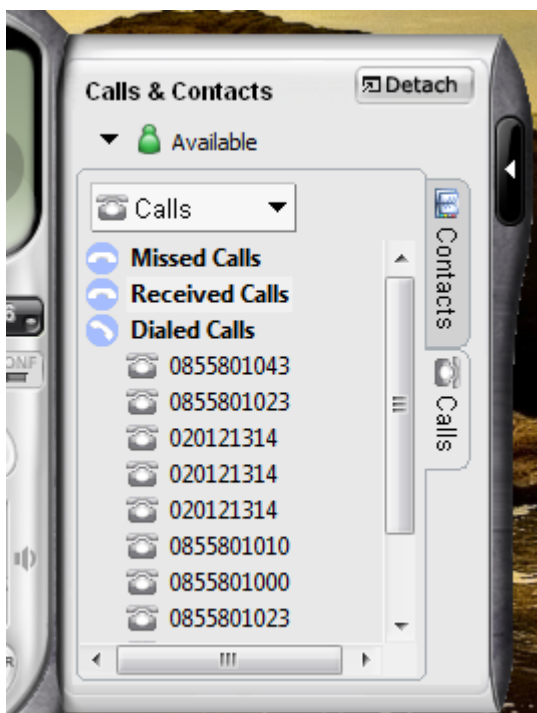 Calls & Contacts
Detach
Available
Calls
Missed Calls
Received Calls
Dialed Calls
0855801043
0855801023
020121314
020121314
020121314
0855801010
0855801000
0855801023
Contacts
Calls
6